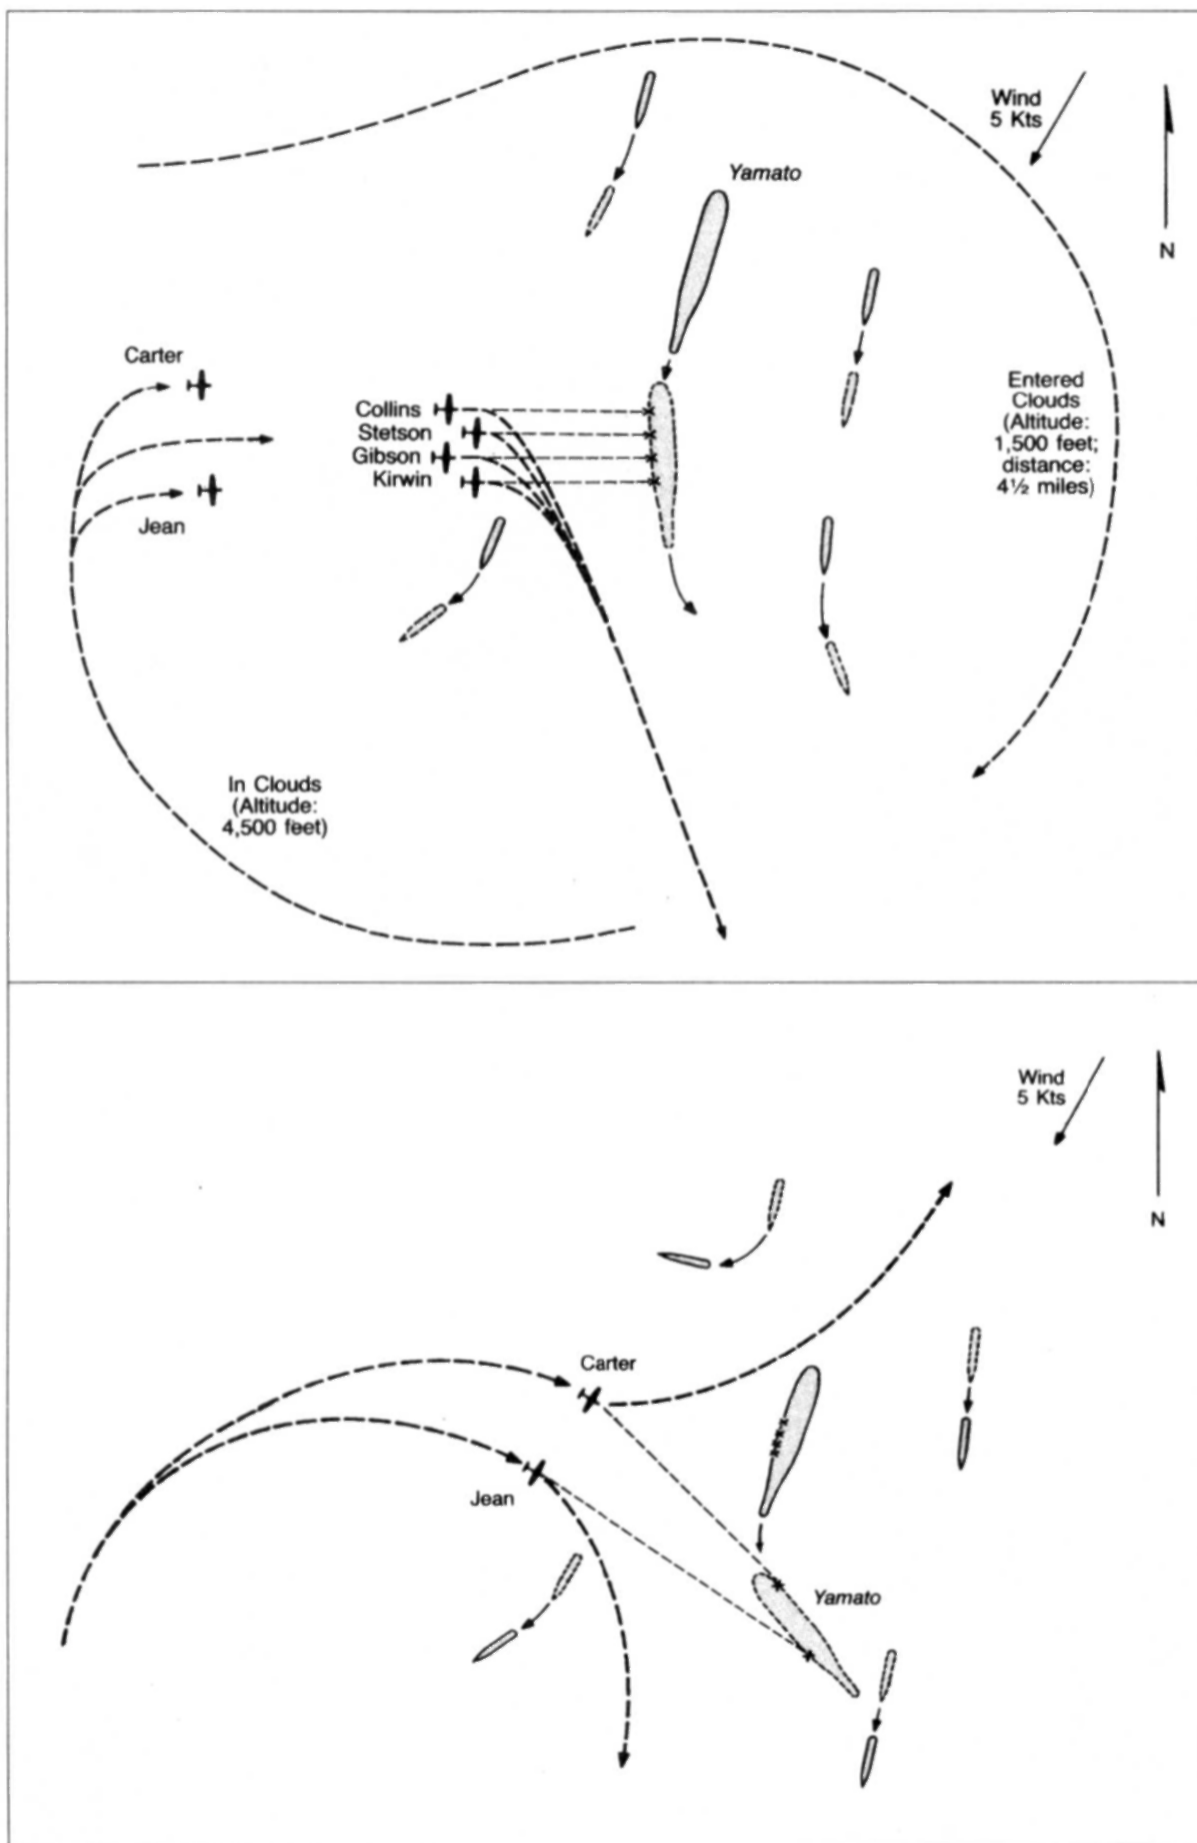 Wind
5 Kts
N
Yamato
Carter
Jean
Collins
Stetson
Gibson
Kirwin
Entered
Clouds
(Altitude:
1,500 feet;
distance:
4½ miles)
In Clouds
(Altitude:
4,500 feet)
Wind
5 Kts
N
Carter
Jean
Yamato